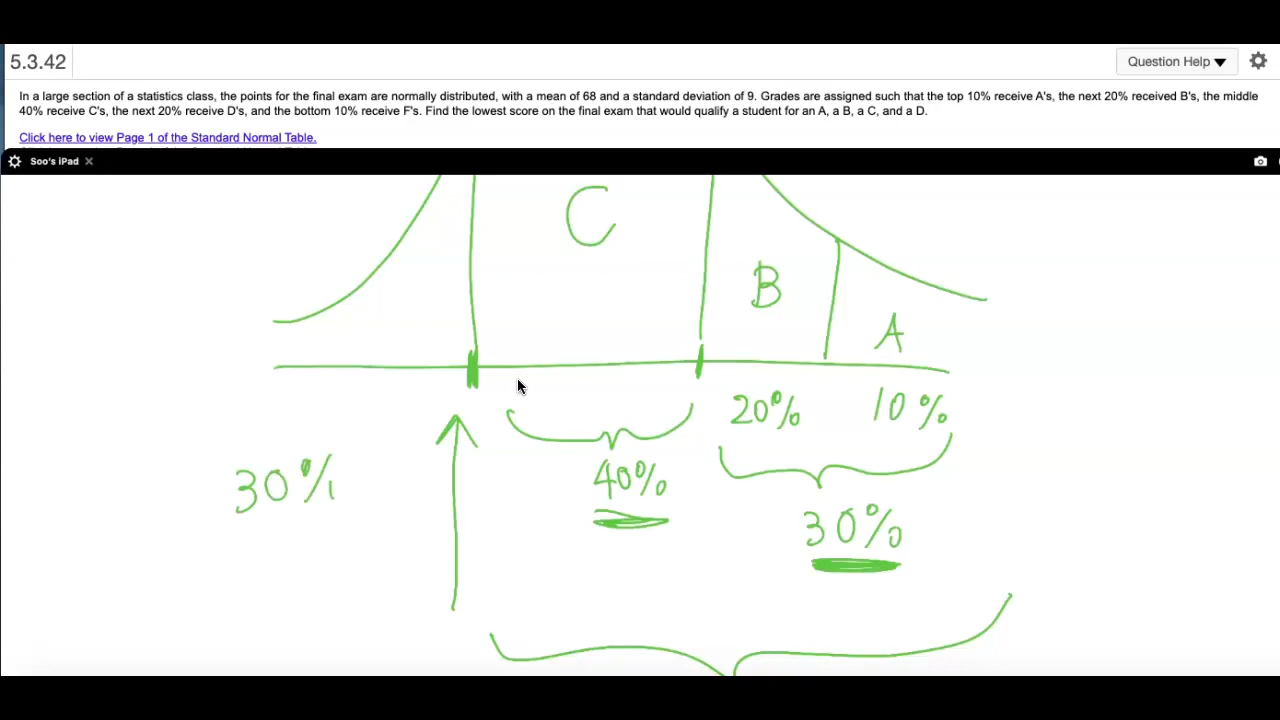 5.3.42
Question Help
In a large section of a statistics class, the points for the final exam are normally distributed, with a mean of 68 and a standard deviation of 9. Grades are assigned such that the top 10% receive A's, the next 20% received B's, the middle
40% receive C's, the next 20% receive D's, and the bottom 10% receive F's. Find the lowest score on the final exam that would qualify a student for an A, a B, a C, and a D.
Click here to view Page 1 of the Standard Normal Table.
Soo's iPad
C
B
A
20% 10%
30% 40%
30%